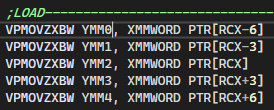 ;LOAD-----------------------------
VPMOVZXBW YMM0, XMMWORD PTR[RCX-6]
VPMOVZXBW YMM1, XMMWORD PTR[RCX-3]
VPMOVZXBW YMM2, XMMWORD PTR[RCX]
VPMOVZXBW YMM3, XMMWORD PTR[RCX+3]
VPMOVZXBW YMM4, XMMWORD PTR[RCX+6]